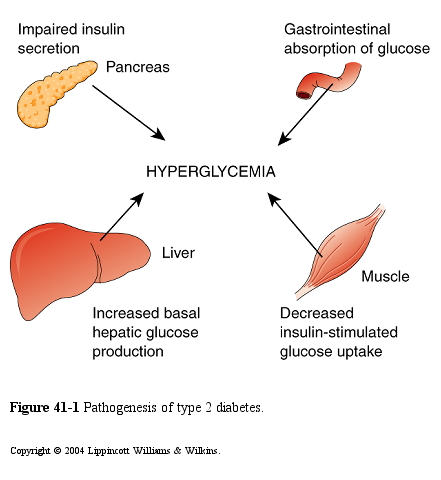 Impaired insulin
secretion
Pancreas
Gastrointestinal
absorption of glucose
HYPERGLYCEMIA
Liver
Increased basal
hepatic glucose
production
Muscle
Decreased
insulin-stimulated
glucose uptake
Figure 41-1 Pathogenesis of type 2 diabetes.
Copyright © 2004 Lippincott Williams & Wilkins.